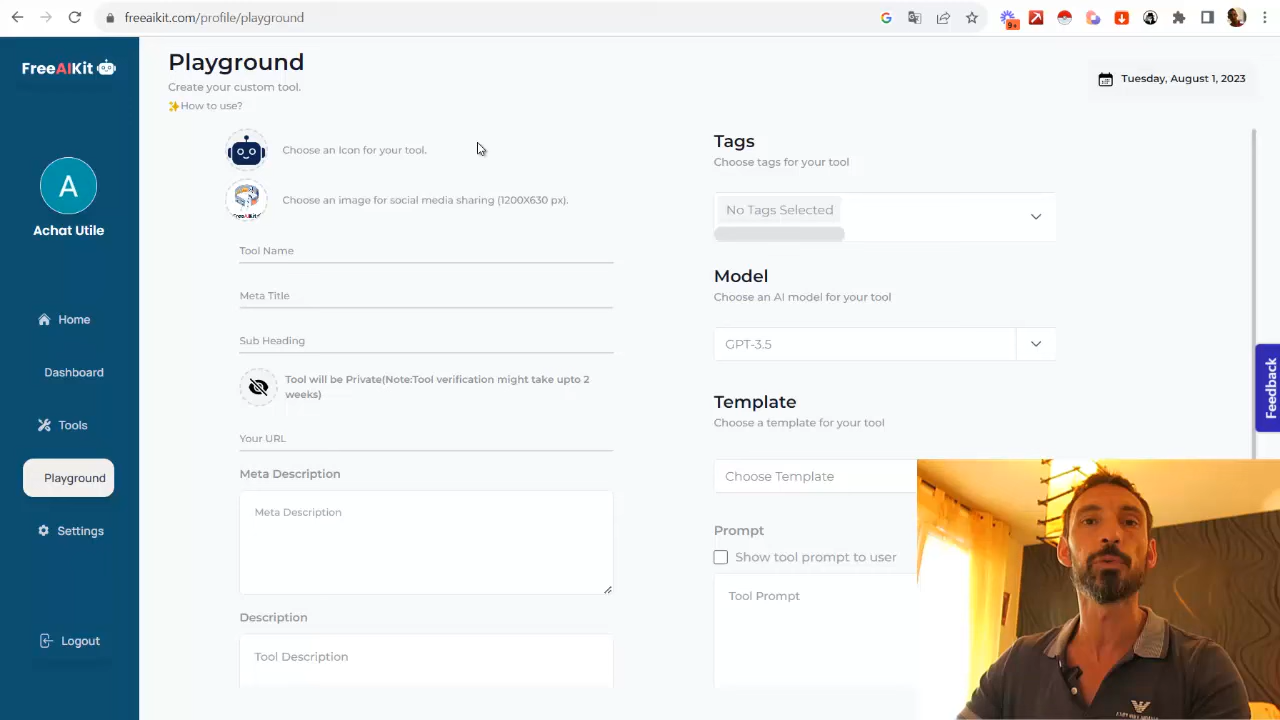 freeaikit.com/profile/playground
9+
FreeAIKit
A
Achat Utile
Home
Dashboard
Tools
Playground
Settings
Logout
Playground
Create your custom tool.
✨How to use?
Tuesday, August 1, 2023
Choose an Icon for your tool.
Choose an image for social media sharing (1200X630 px).
Tool Name
Meta Title
Sub Heading
Tool will be Private(Note:Tool verification might take upto 2
weeks)
Your URL
Meta Description
Meta Description
Description
Tool Description
Tags
Choose tags for your tool
No Tags Selected
Model
Choose an AI model for your tool
GPT-3.5
Template
Choose a template for your tool
Choose Template
Prompt
Show tool prompt to user
Tool Prompt
Feedback